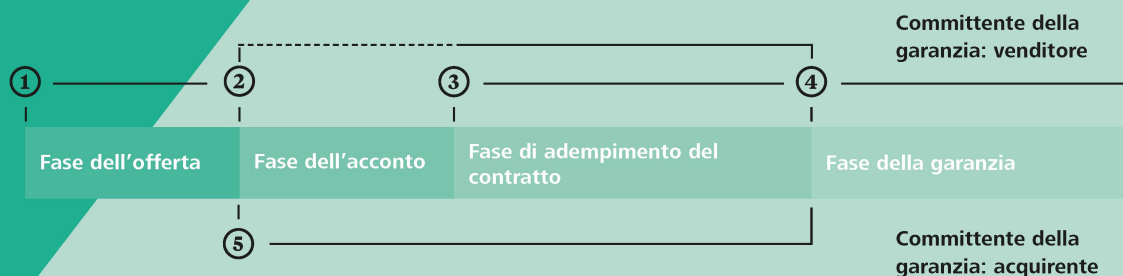 Committente della
garanzia: venditore
1 2 3 4
Fase dell'offerta
Fase dell'acconto
Fase di adempimento del
contratto
Fase della garanzia
5
Committente della
garanzia: acquirente